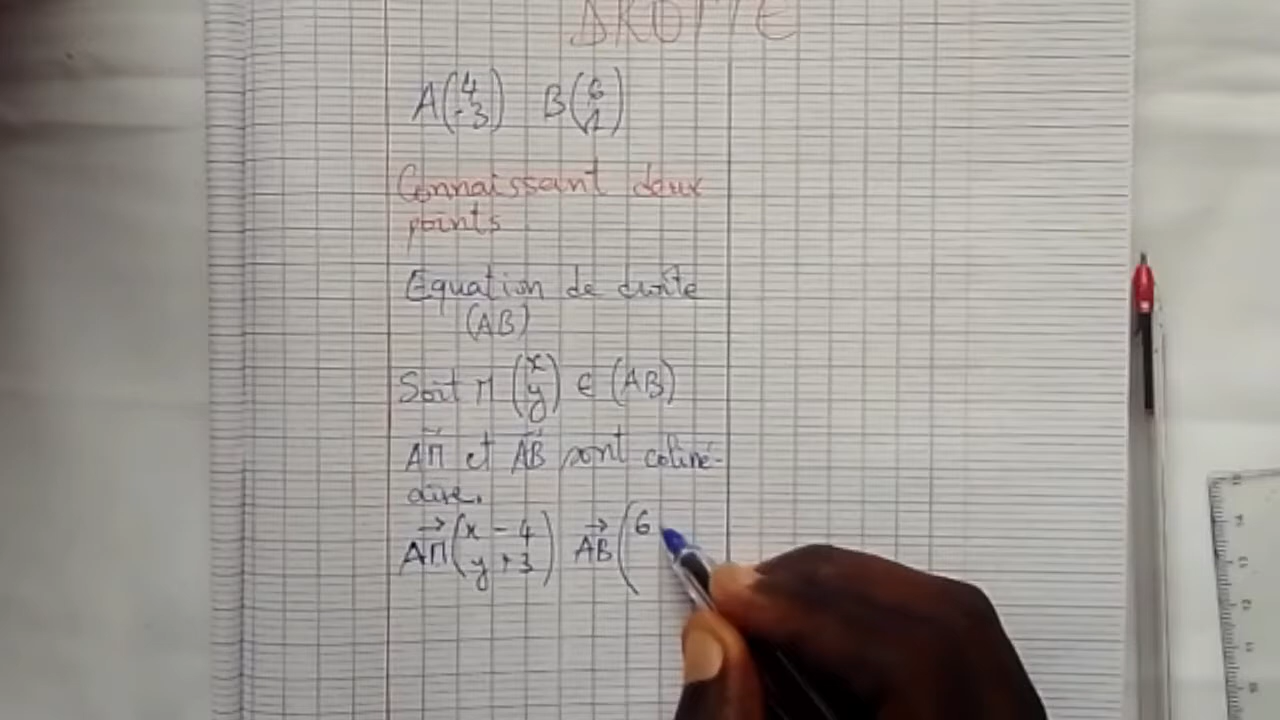 DROITE
A(4 -3) B(6 1)
Connaissant deux
points
Equation de droite
(AB)
Soit M (x y) ∈ (AB)
AM et AB sont coliné-
aire.
AM(x - 4 y + 3) AB(6